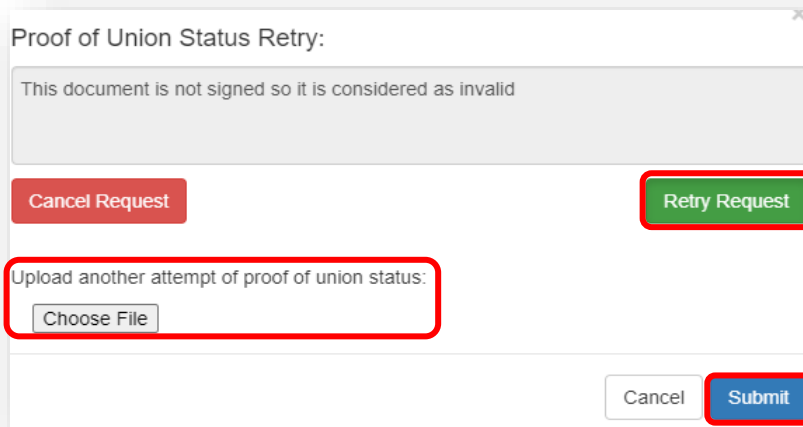 Proof of Union Status Retry:
This document is not signed so it is considered as invalid
Cancel Request
Retry Request
Upload another attempt of proof of union status:
Choose File
Cancel
Submit